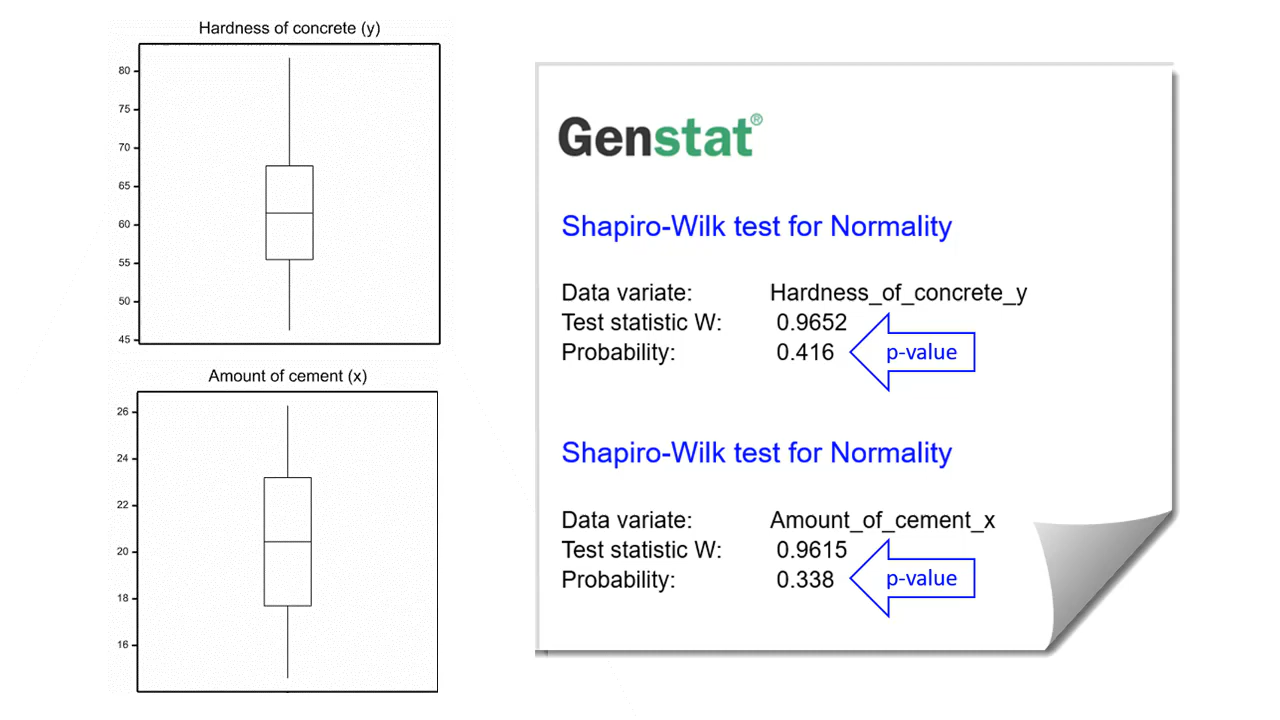 Hardness of concrete (y)
80
75
70
65
60
55
50
45
Amount of cement (x)
26
24
22
20
18
16
Genstat®
Shapiro-Wilk test for Normality
Data variate: Hardness_of_concrete_y
Test statistic W: 0.9652
Probability: 0.416 p-value
Shapiro-Wilk test for Normality
Data variate: Amount_of_cement_x
Test statistic W: 0.9615
Probability: 0.338 p-value